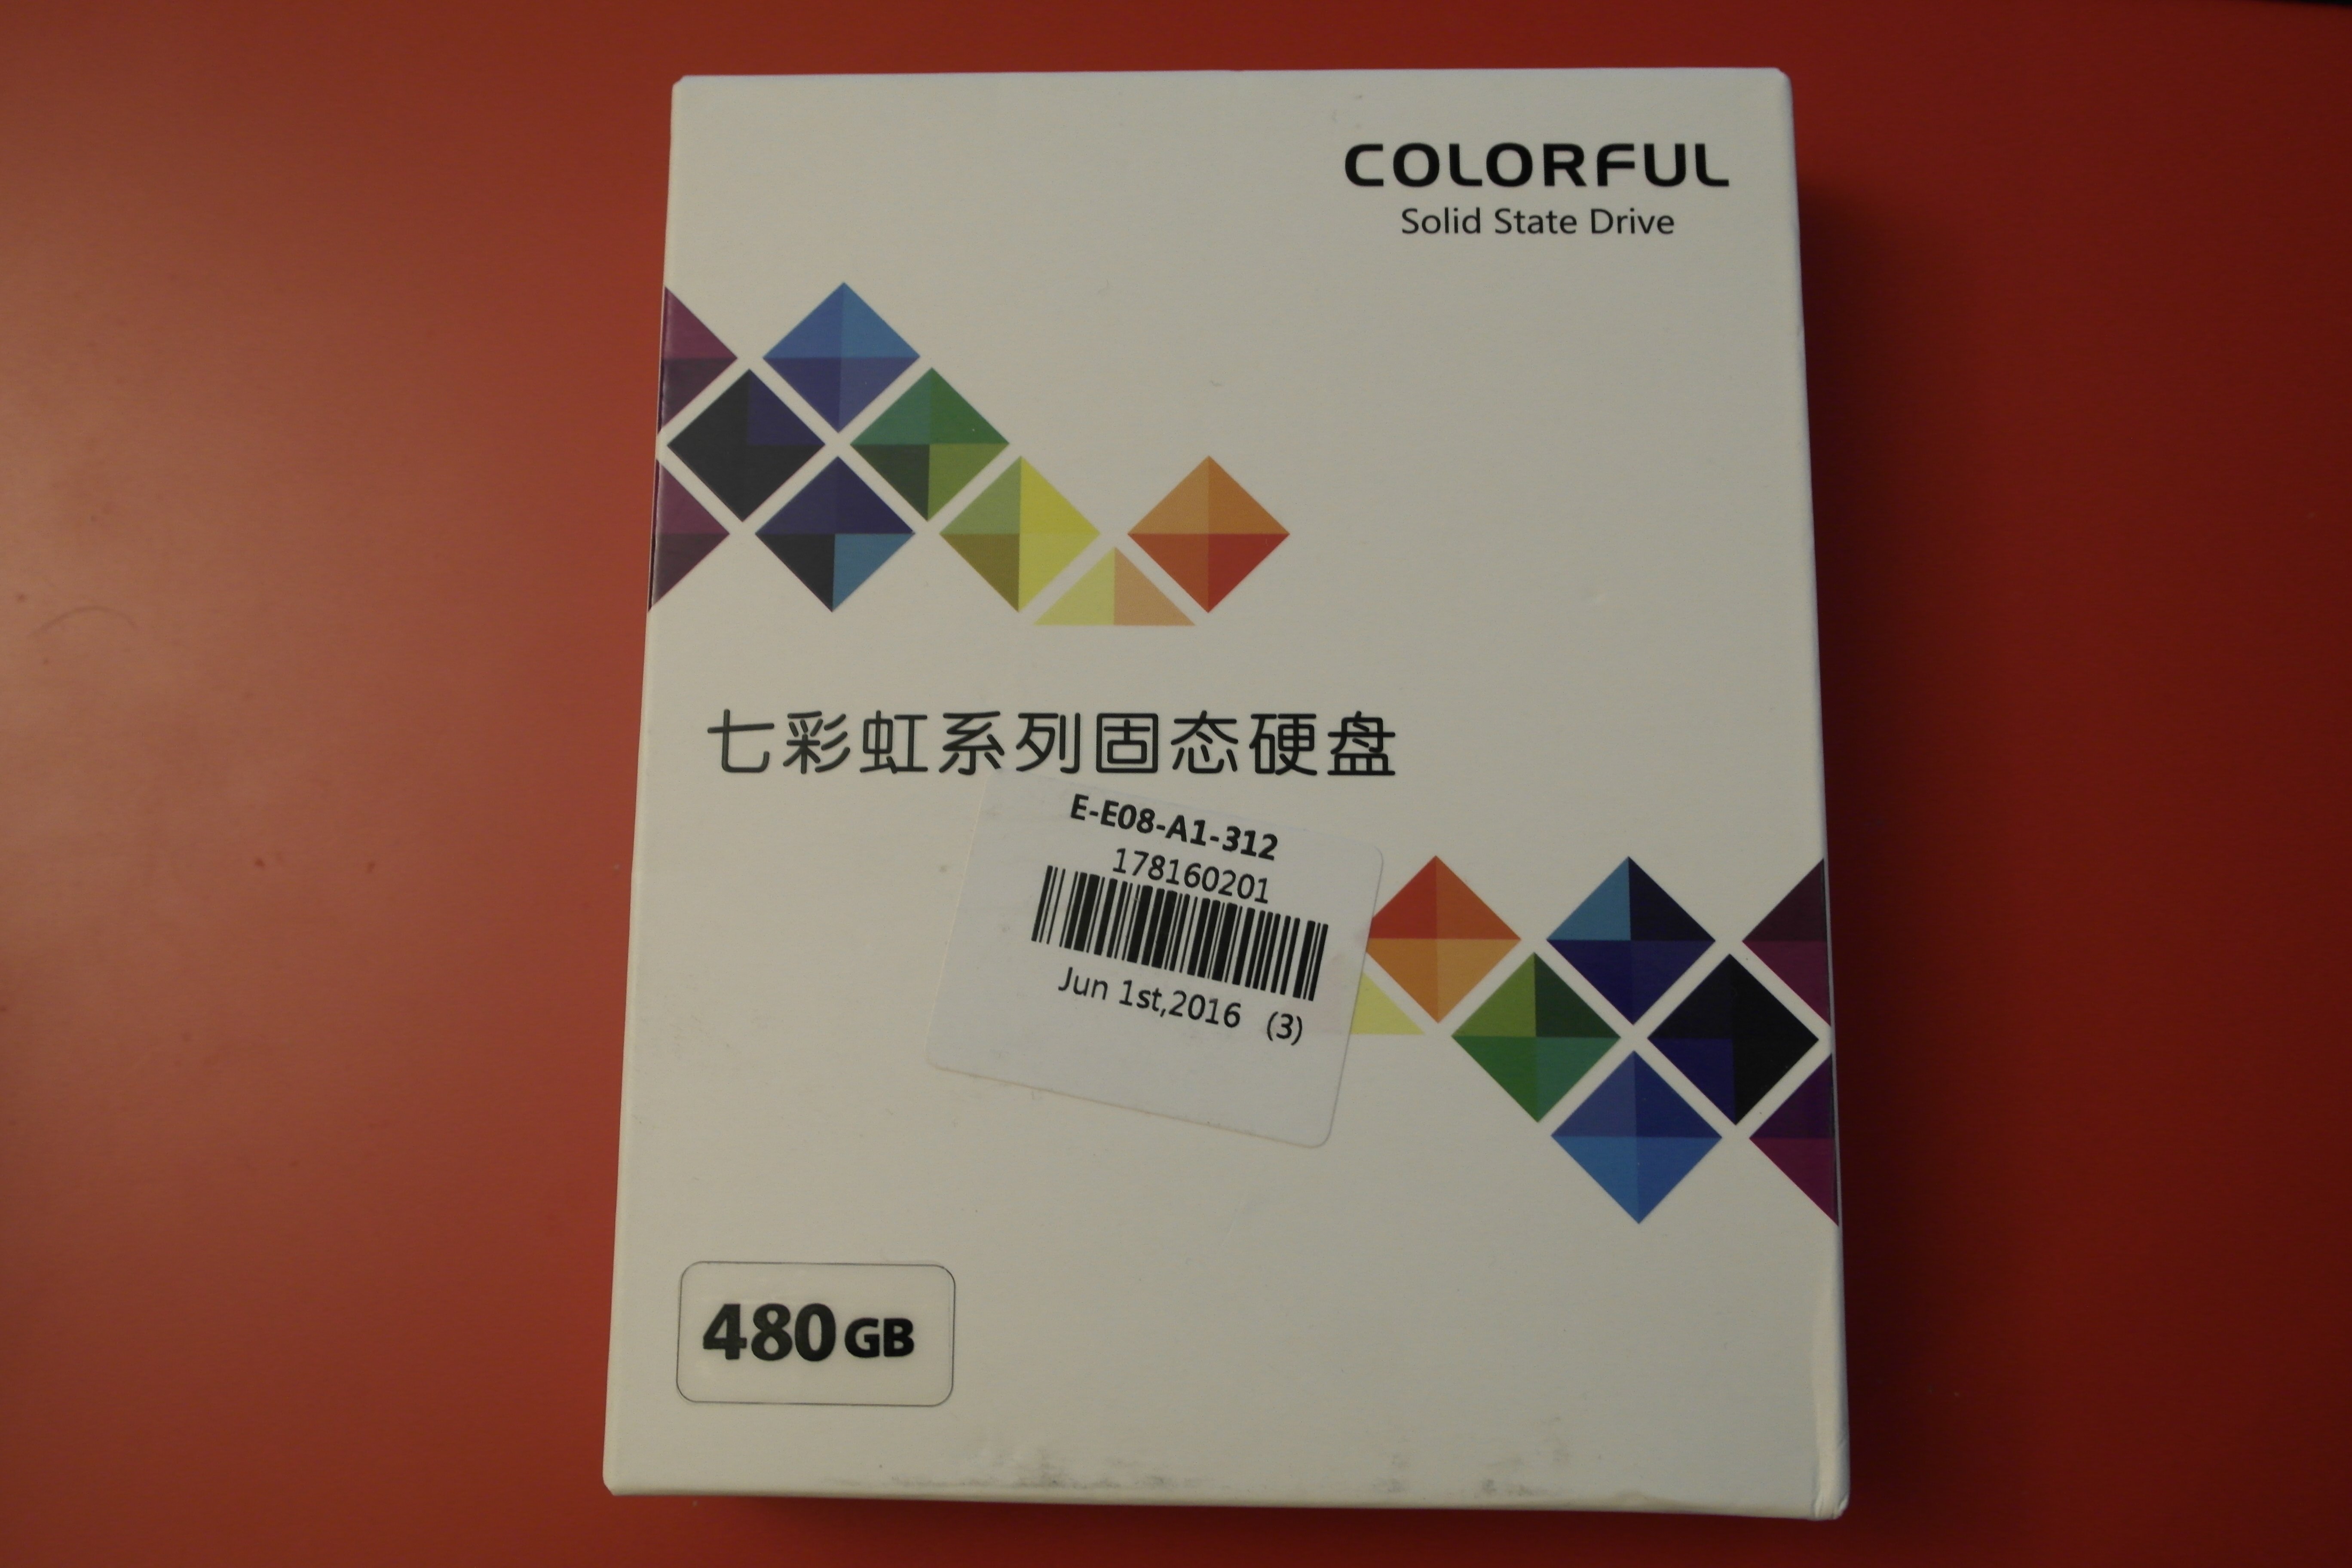 COLORFUL
Solid State Drive
七彩虹系列固态硬盘
E-E08-A1-312
178160201
Jun 1st,2016 (3)
480GB